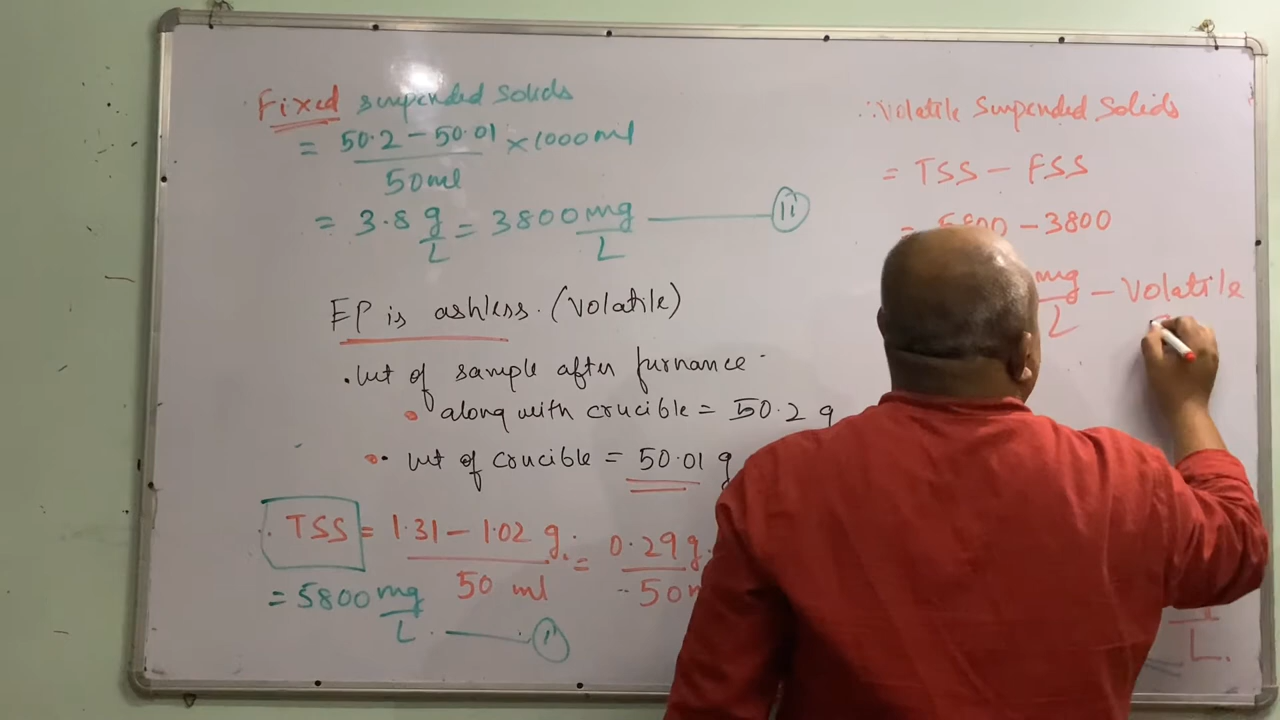 Fixed suspended Solids
= 50.2 - 50.01 × 1000 ml
50 ml
= 3.8 g/L = 3800 mg/L — (ii)
FP is ashless. (Volatile)
. wt of sample after furnance
along with crucible = 50.2 g
• wt of crucible = 50.01 g
TSS = 1.31 - 1.02 g. = 0.29 g.
50 ml
= 5800 mg/L. — (i)
∴ Volatile Suspended Solids
= TSS - FSS
= 5800 - 3800
mg/L - Volatile
L.